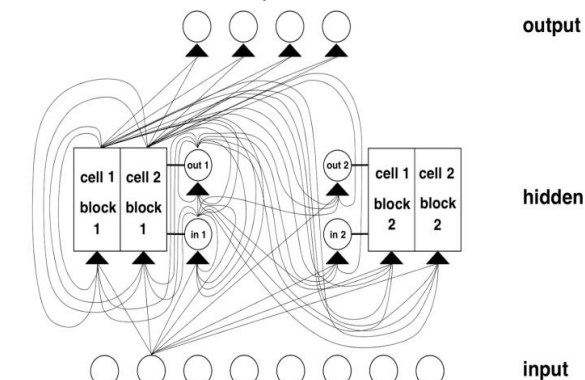 output
cell 1
block
1
cell 2
block
1
out 1
in 1
out 2
in 2
cell 1
block
2
cell 2
block
2
hidden
input